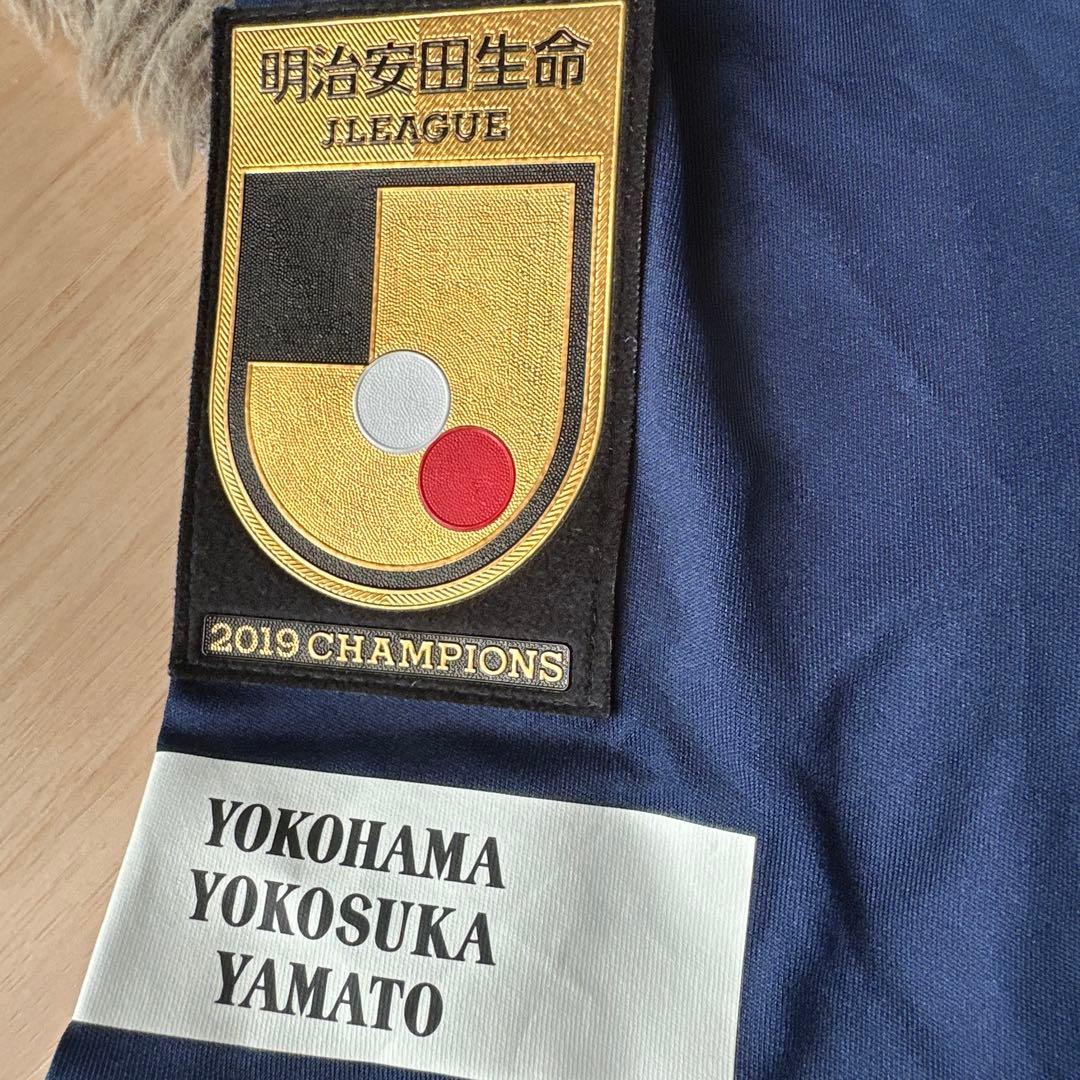 明治安田生命
J.LEAGUE
2019 CHAMPIONS
YOKOHAMA
YOKOSUKA
YAMATO